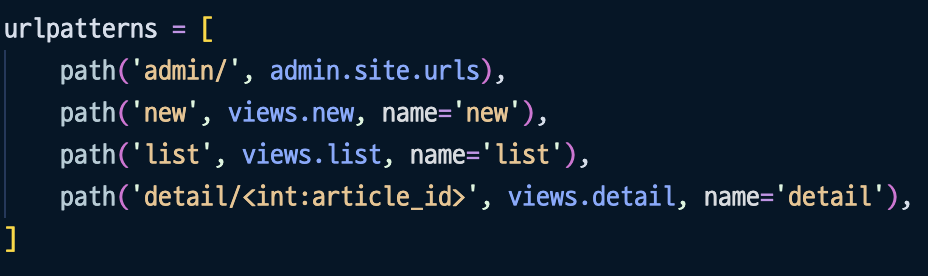 urlpatterns = [
    path('admin/', admin.site.urls),
    path('new', views.new, name='new'),
    path('list', views.list, name='list'),
    path('detail/<int:article_id>', views.detail, name='detail'),
]